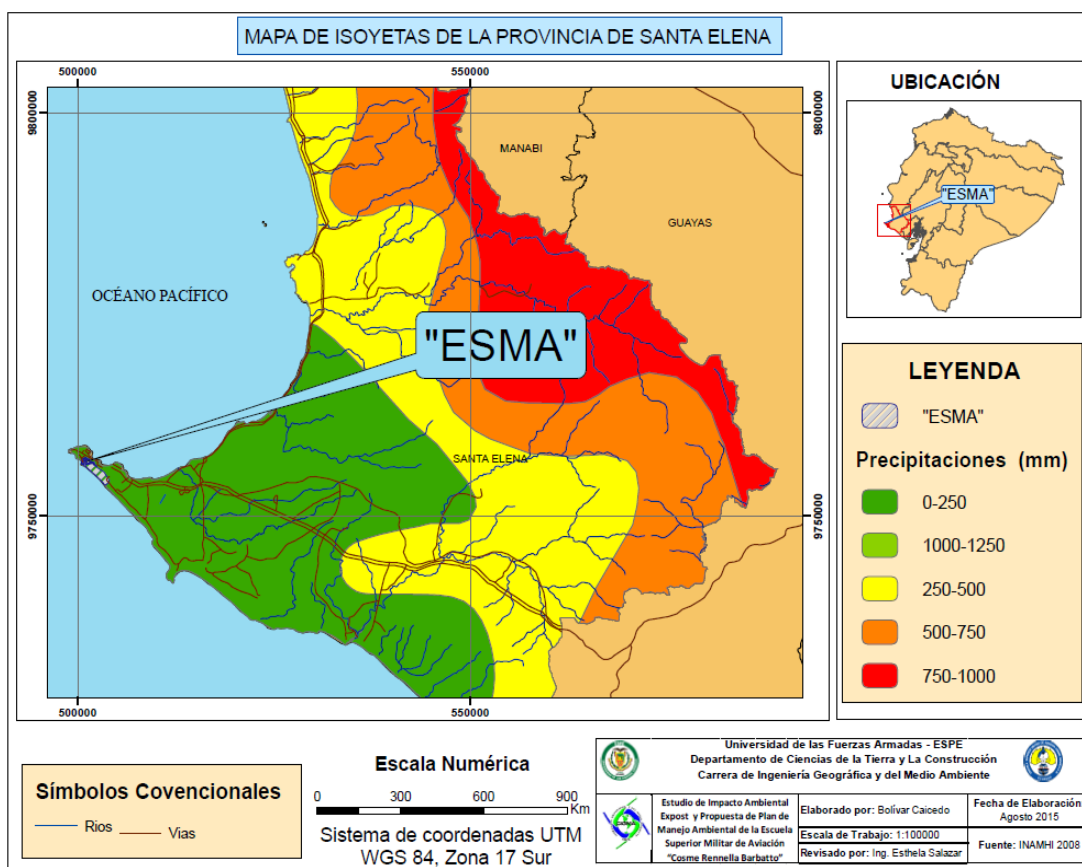 MAPA DE ISOYETAS DE LA PROVINCIA DE SANTA ELENA
500000
550000
9800000
9800000
MANABI
GUAYAS
OCÉANO PACÍFICO
"ESMA"
SANTA ELENA
9750000
9750000
500000
550000
UBICACIÓN
"ESMA"
LEYENDA
"ESMA"
Precipitaciones (mm)
0-250
1000-1250
250-500
500-750
750-1000
Símbolos Covencionales
Rios
Vias
Escala Numérica
0 300 600 900
Km
Sistema de coordenadas UTM
WGS 84, Zona 17 Sur
Universidad de las Fuerzas Armadas - ESPE
Departamento de Ciencias de la Tierra y La Construcción
Carrera de Ingeniería Geográfica y del Medio Ambiente
Estudio de Impacto Ambiental
Expost y Propuesta de Plan de
Manejo Ambiental de la Escuela
Superior Militar de Aviación
"Cosme Rennella Barbatto"
Elaborado por: Bolívar Caicedo
Escala de Trabajo: 1:100000
Revisado por: Ing. Esthela Salazar
Fecha de Elaboración
Agosto 2015
Fuente: INAMHI 2008